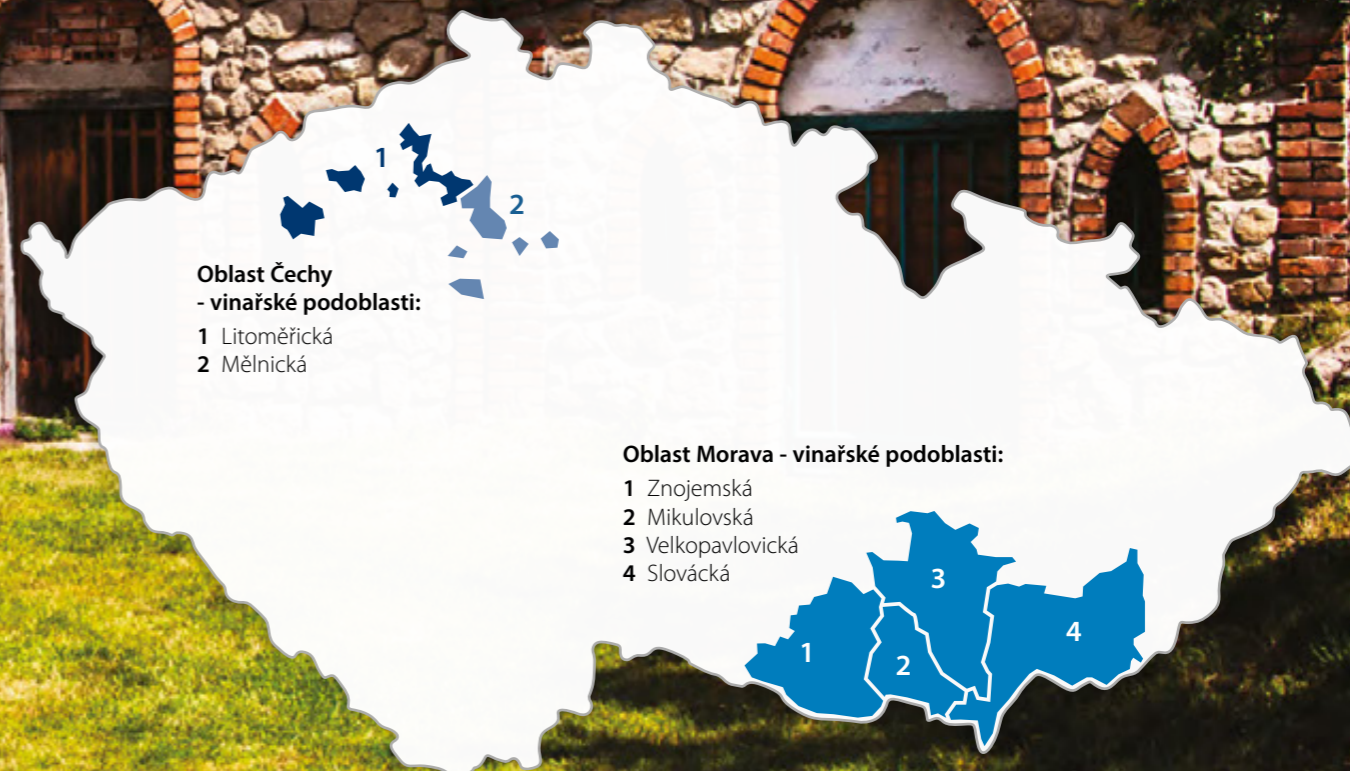 1
2
Oblast Čechy
- vinařské podoblasti:
1 Litoměřická
2 Mělnická
Oblast Morava - vinařské podoblasti:
1 Znojemská
2 Mikulovská
3 Velkopavlovická
4 Slovácká
3
4
1
2